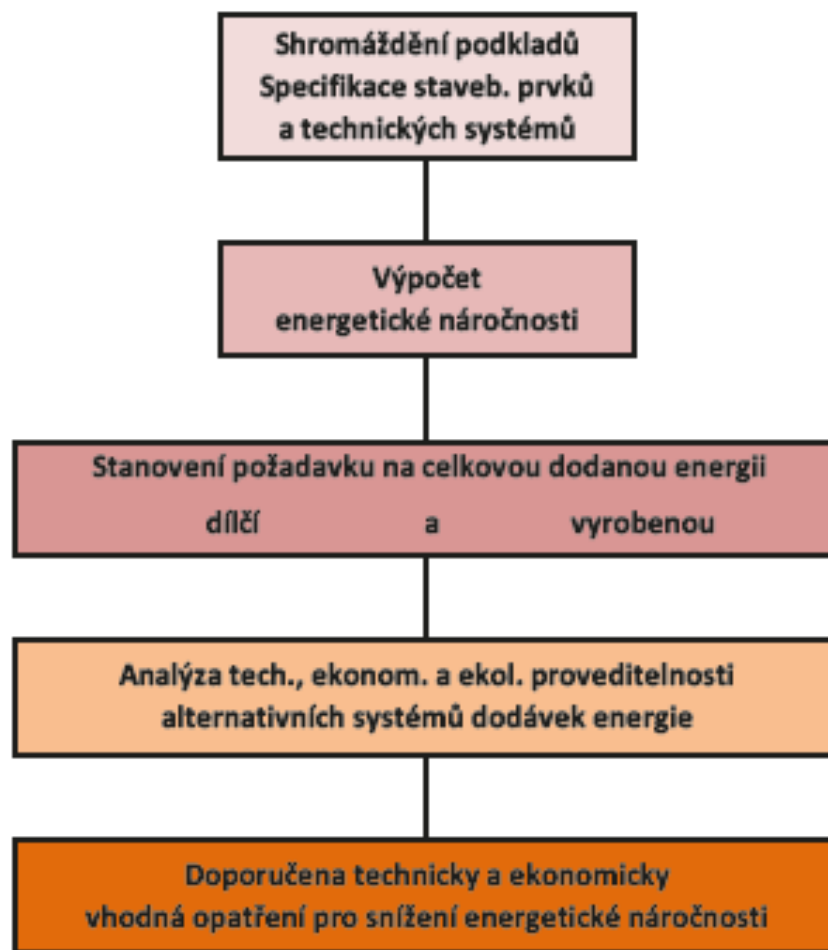 Shromáždění podkladů
Specifikace staveb. prvků
a technických systémů
Výpočet
energetické náročnosti
Stanovení požadavku na celkovou dodanou energii
dílčí a vyrobenou
Analýza tech., ekonom. a ekol. proveditelnosti
alternativních systémů dodávek energie
Doporučena technicky a ekonomicky
vhodná opatření pro snížení energetické náročnosti